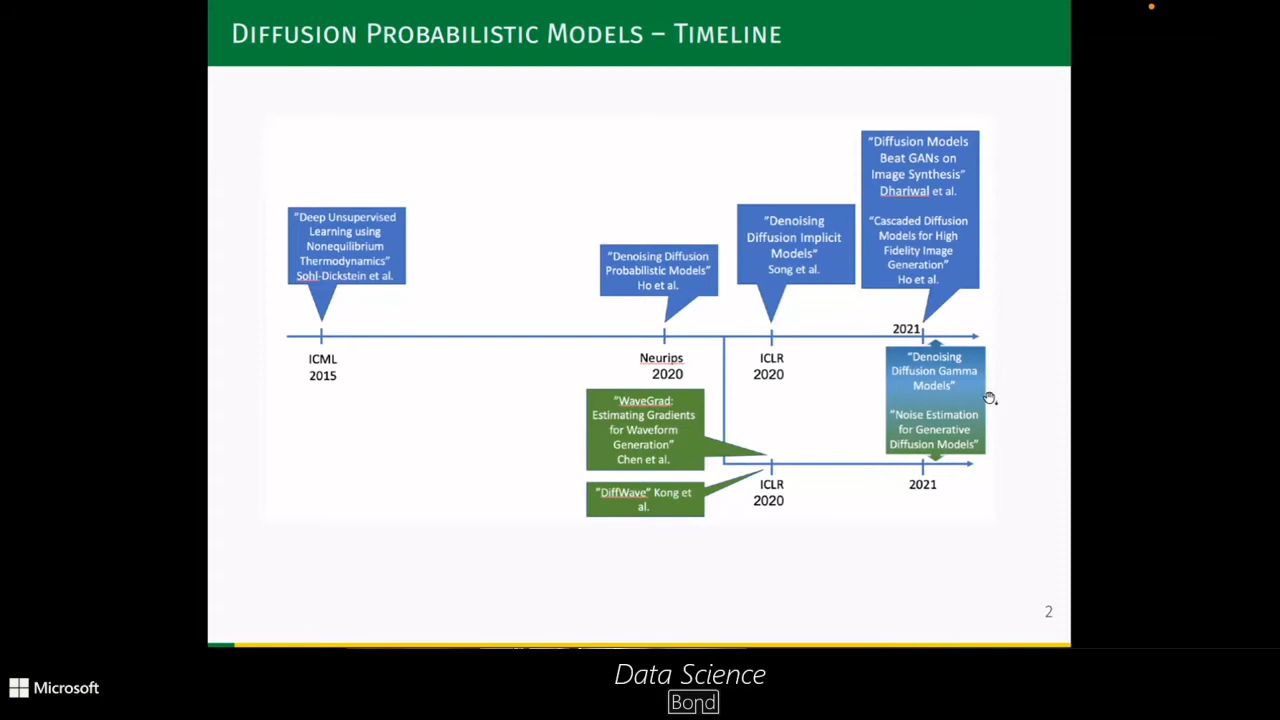 DIFFUSION PROBABILISTIC MODELS – TIMELINE
"Diffusion Models
Beat GANs on
Image Synthesis"
Dhariwal et al.
"Cascaded Diffusion
Models for High
Fidelity Image
Generation"
Ho et al.
"Deep Unsupervised
Learning using
Nonequilibrium
Thermodynamics"
Sohl-Dickstein et al.
"Denoising Diffusion
Probabilistic Models"
Ho et al.
"Denoising
Diffusion Implicit
Models"
Song et al.
2021
ICML
2015
Neurips
2020
ICLR
2020
"Denoising
Diffusion Gamma
Models"
"Noise Estimation
for Generative
Diffusion Models"
"WaveGrad:
Estimating Gradients
for Waveform
Generation"
Chen et al.
"DiffWave" Kong et
al.
ICLR
2020
2021
2
Microsoft
Data Science
Bond